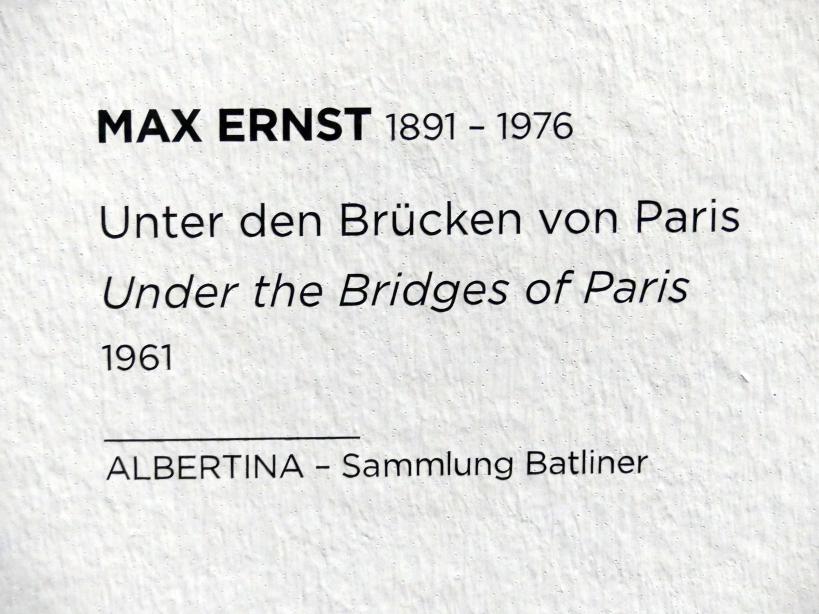 MAX ERNST 1891 – 1976
Unter den Brücken von Paris
Under the Bridges of Paris
1961
ALBERTINA – Sammlung Batliner